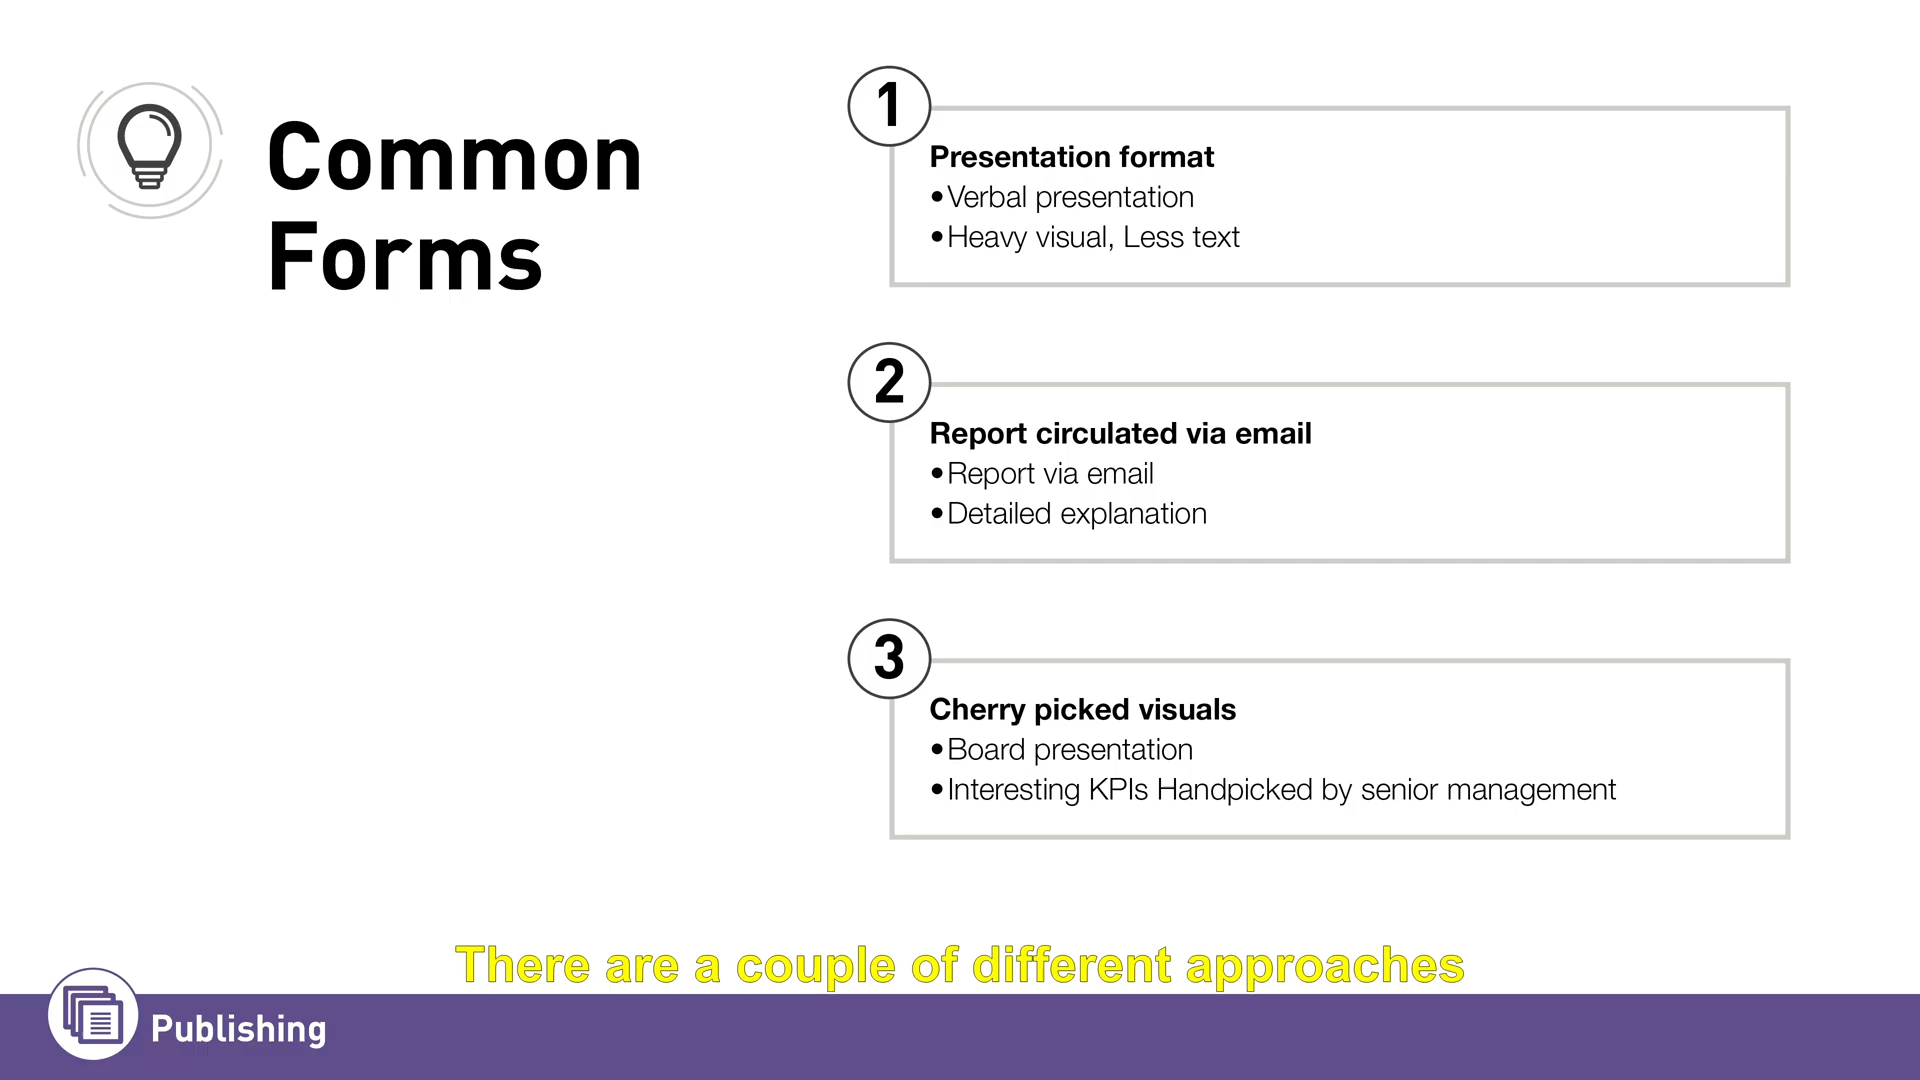 Common
Forms
1
Presentation format
•Verbal presentation
•Heavy visual, Less text
2
Report circulated via email
•Report via email
•Detailed explanation
3
Cherry picked visuals
•Board presentation
•Interesting KPIs Handpicked by senior management
There are a couple of different approaches
Publishing